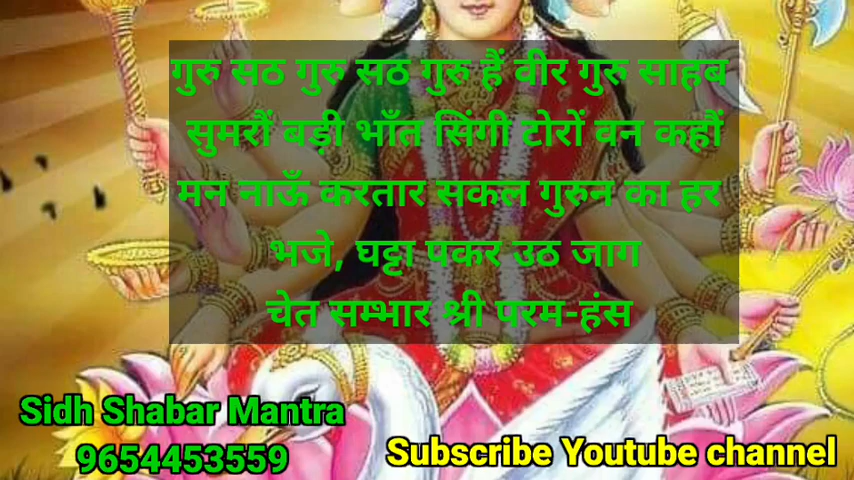 गुरु सठ गुरु सठ गुरु हैं वीर गुरु साहब
सुमरौं बड़ी भाँत सिंगी टोरों वन कहौं
मन नाऊँ करतार सकल गुरुन का हर
भजे, घट्टा पकर उठ जाग
चेत सम्भार श्री परम-हंस
Sidh Shabar Mantra
9654453559
Subscribe Youtube channel